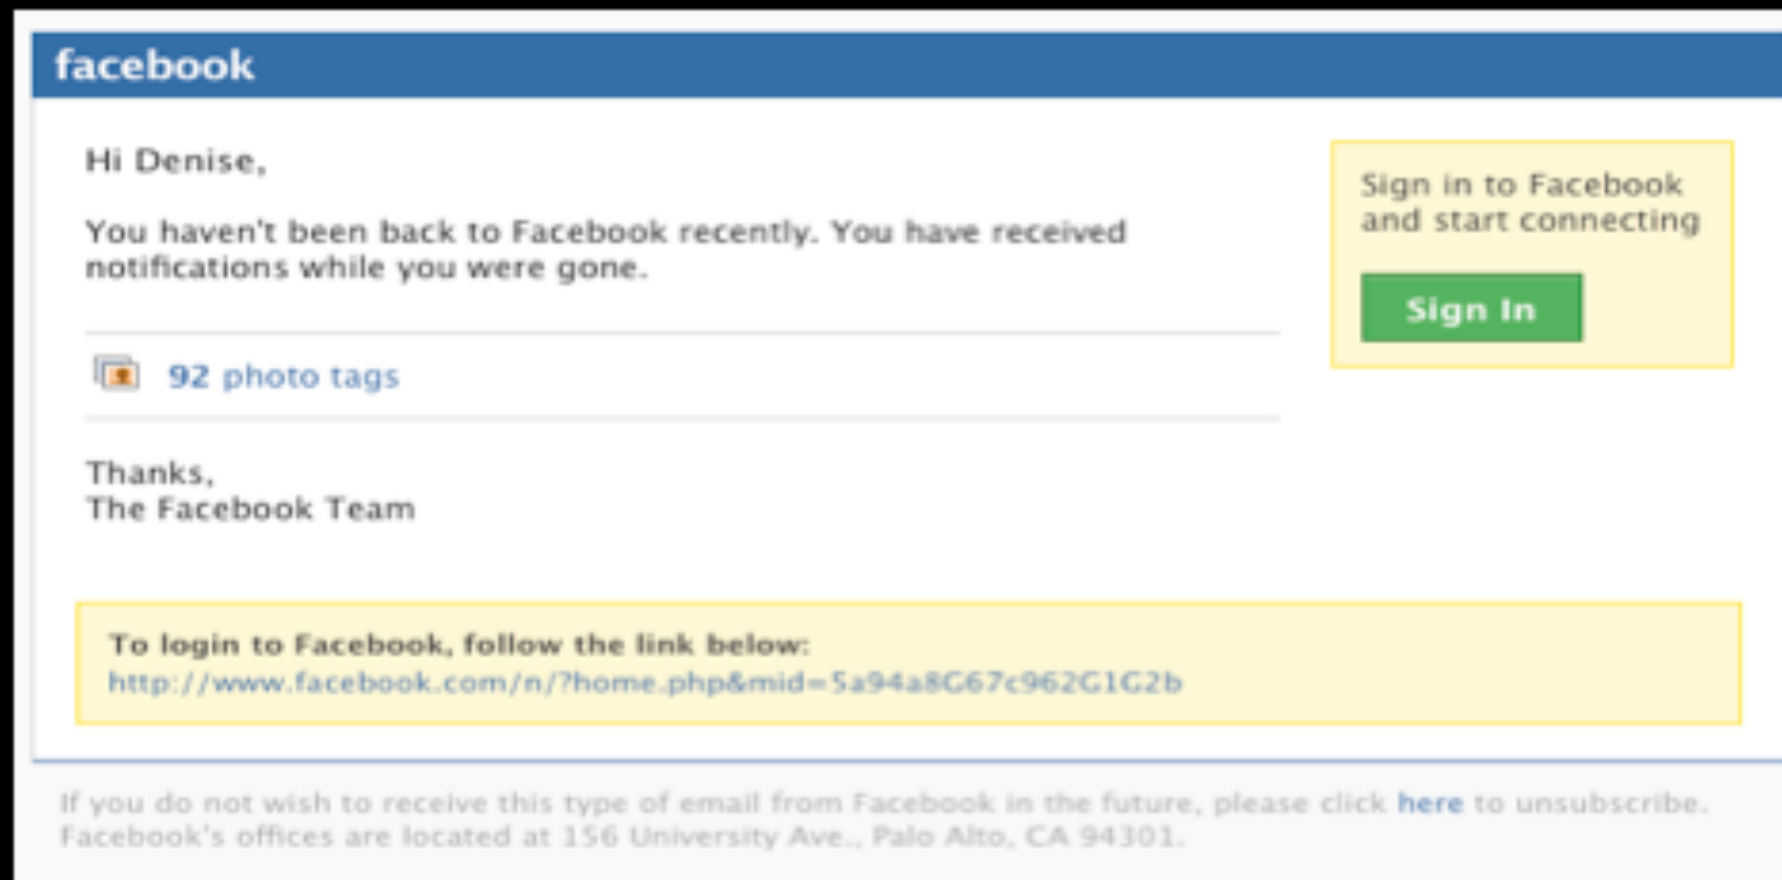 facebook
Hi Denise,
You haven't been back to Facebook recently. You have received
notifications while you were gone.
92 photo tags
Thanks,
The Facebook Team
Sign in to Facebook
and start connecting
Sign In
To login to Facebook, follow the link below:
http://www.facebook.com/n/?home.php&mid=5a94a8G67c962G1G2b
If you do not wish to receive this type of email from Facebook in the future, please click here to unsubscribe.
Facebook's offices are located at 156 University Ave., Palo Alto, CA 94301.